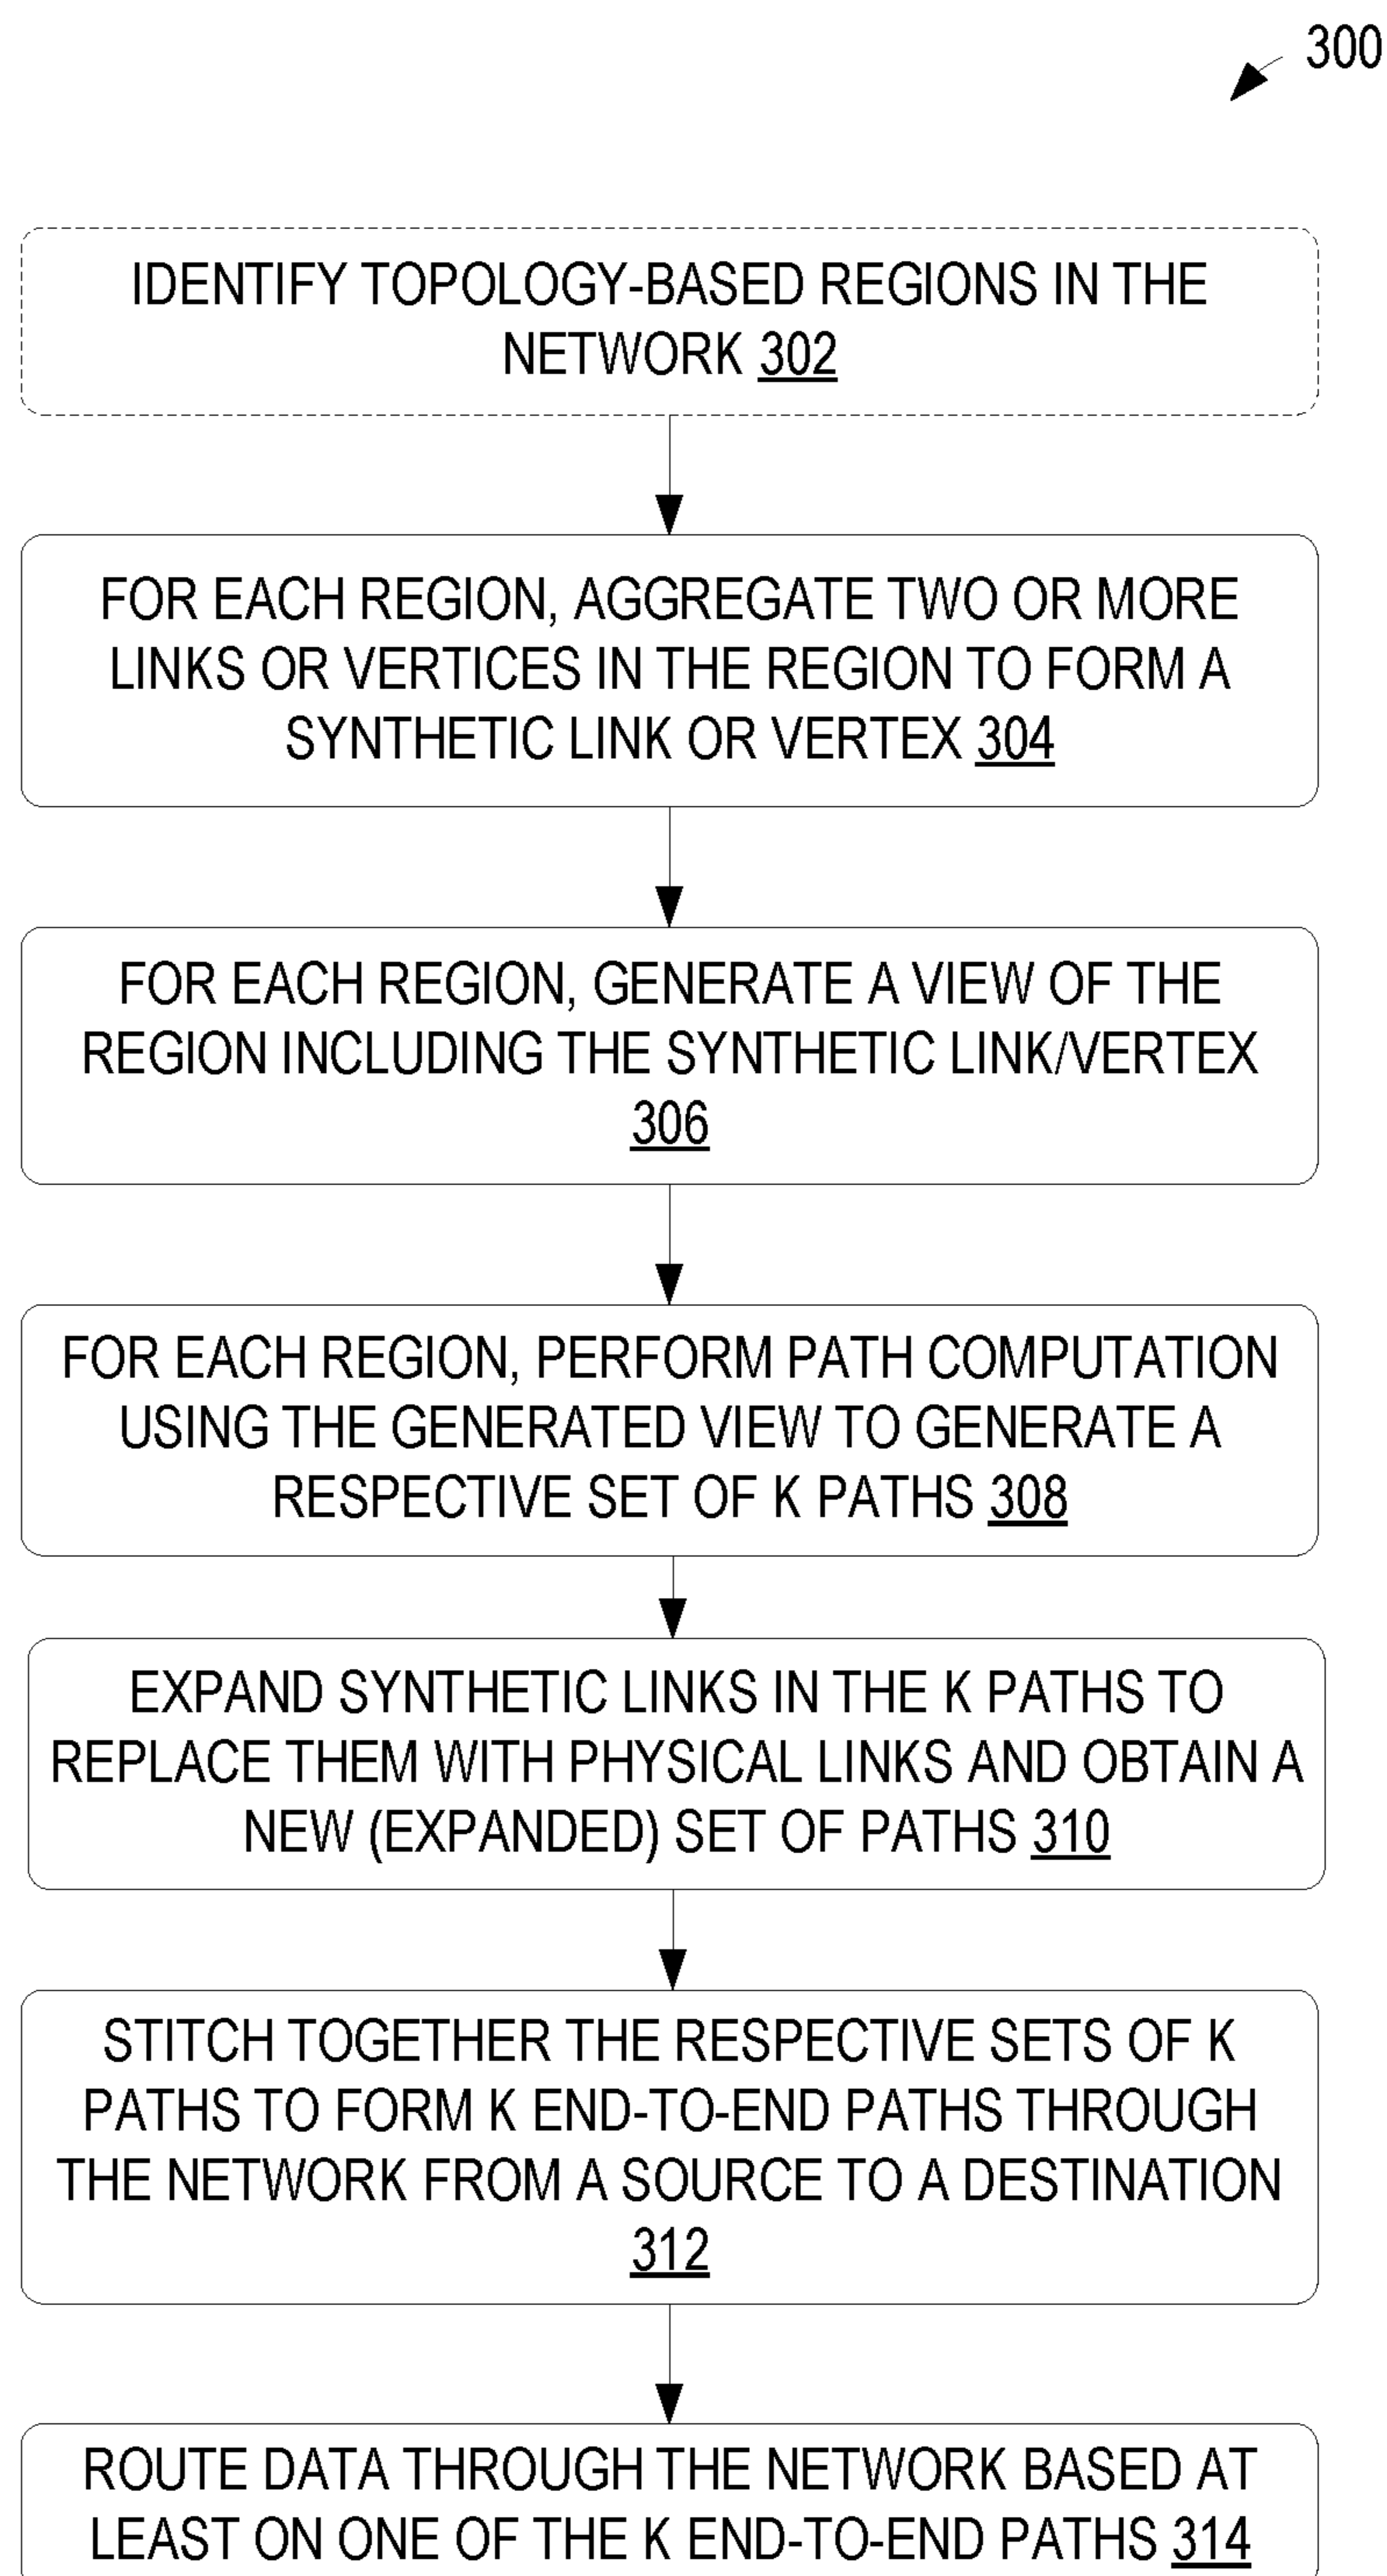 300
IDENTIFY TOPOLOGY-BASED REGIONS IN THE
NETWORK 302
FOR EACH REGION, AGGREGATE TWO OR MORE
LINKS OR VERTICES IN THE REGION TO FORM A
SYNTHETIC LINK OR VERTEX 304
FOR EACH REGION, GENERATE A VIEW OF THE
REGION INCLUDING THE SYNTHETIC LINK/VERTEX
306
FOR EACH REGION, PERFORM PATH COMPUTATION
USING THE GENERATED VIEW TO GENERATE A
RESPECTIVE SET OF K PATHS 308
EXPAND SYNTHETIC LINKS IN THE K PATHS TO
REPLACE THEM WITH PHYSICAL LINKS AND OBTAIN A
NEW (EXPANDED) SET OF PATHS 310
STITCH TOGETHER THE RESPECTIVE SETS OF K
PATHS TO FORM K END-TO-END PATHS THROUGH
THE NETWORK FROM A SOURCE TO A DESTINATION
312
ROUTE DATA THROUGH THE NETWORK BASED AT
LEAST ON ONE OF THE K END-TO-END PATHS 314